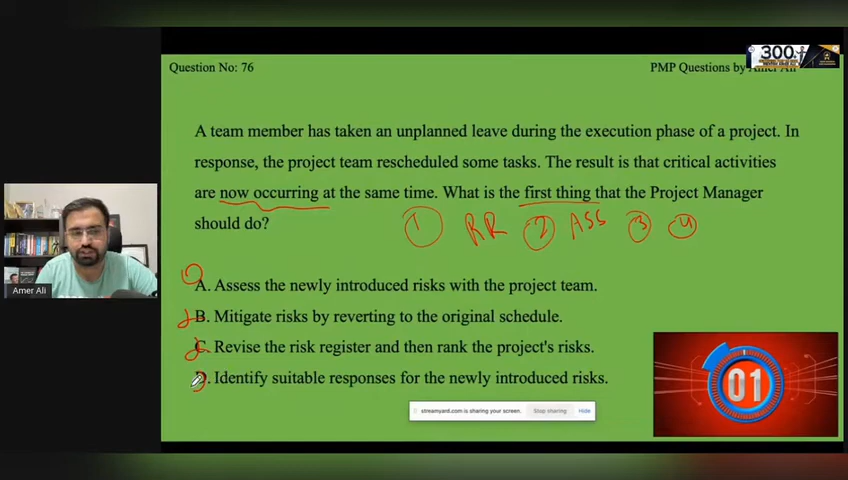 300
Question No: 76
PMP Questions by Amer Ali
A team member has taken an unplanned leave during the execution phase of a project. In
response, the project team rescheduled some tasks. The result is that critical activities
are now occurring at the same time. What is the first thing that the Project Manager
should do?
1 RR 2 ASS 3 4
A. Assess the newly introduced risks with the project team.
B. Mitigate risks by reverting to the original schedule.
C. Revise the risk register and then rank the project's risks.
D. Identify suitable responses for the newly introduced risks.
Amer Ali
01
streamyard.com is sharing your screen. Stop sharing Hide